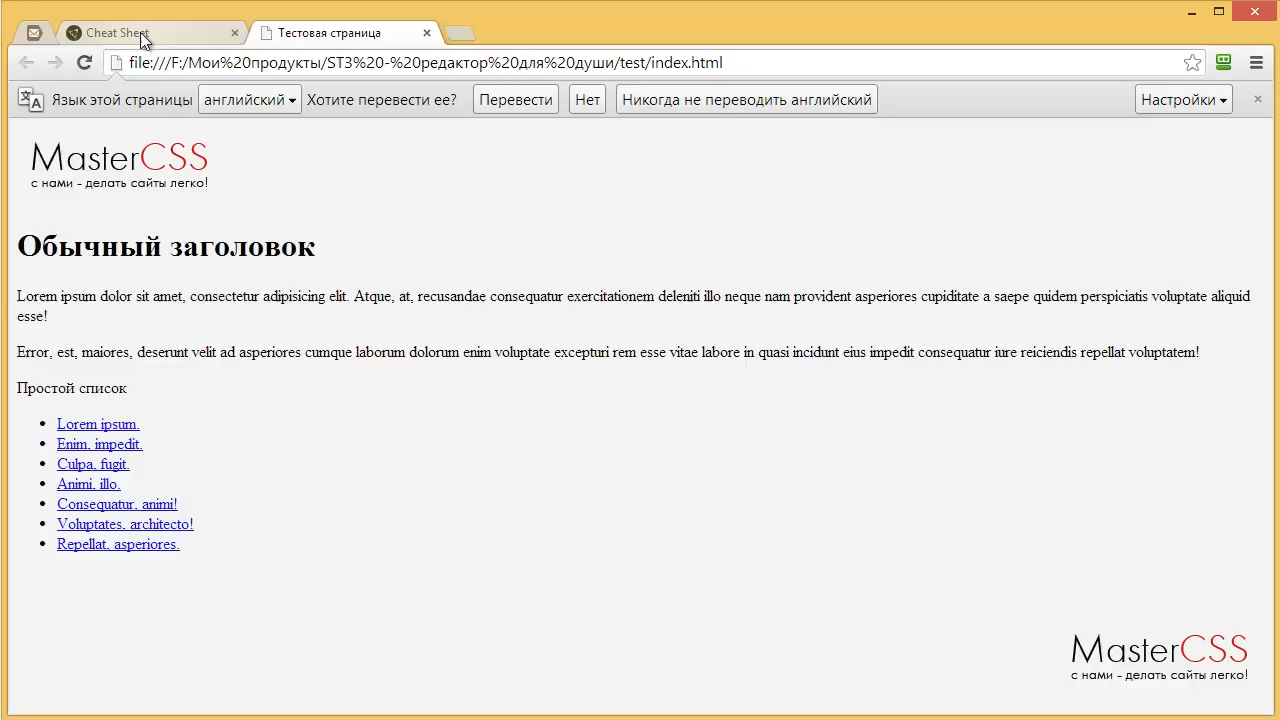 Cheat Sheet
Тестовая страница
file:///F:/Мои%20продукты/ST3%20-%20редактор%20для%20души/test/index.html
Язык этой страницы английский Хотите перевести ее? Перевести Нет Никогда не переводить английский Настройки
MasterCSS
с нами - делать сайты легко!
Обычный заголовок
Lorem ipsum dolor sit amet, consectetur adipisicing elit. Atque, at, recusandae consequatur exercitationem deleniti illo neque nam provident asperiores cupiditate a saepe quidem perspiciatis voluptate aliquid
esse!
Error, est, maiores, deserunt velit ad asperiores cumque laborum dolorum enim voluptate excepturi rem esse vitae labore in quasi incidunt eius impedit consequatur iure reiciendis repellat voluptatem!
Простой список
Lorem ipsum.
Enim, impedit.
Culpa, fugit.
Animi, illo.
Consequatur, animi!
Voluptates, architecto!
Repellat, asperiores.
MasterCSS
с нами - делать сайты легко!